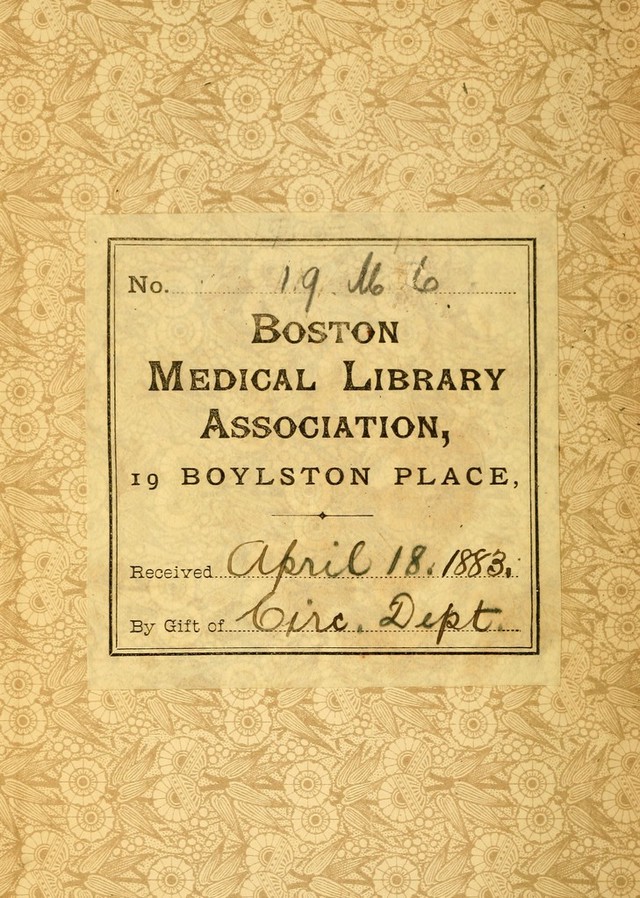 No. 19. M 6
BOSTON
MEDICAL LIBRARY
ASSOCIATION,
19 BOYLSTON PLACE,
Received April 18. 1883.
By Gift of Circ. Dept.